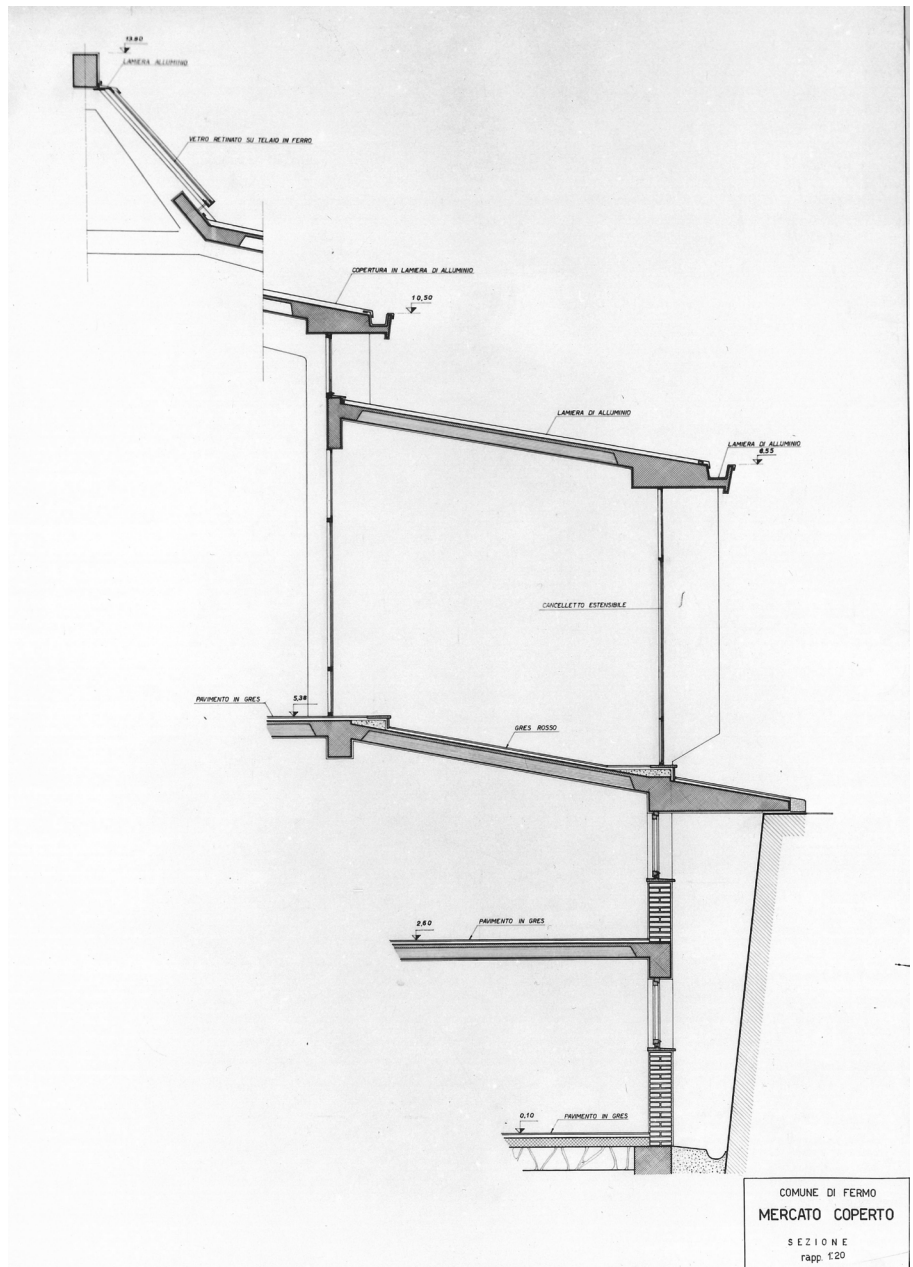 13.80
LAMIERA ALLUMINIO
VETRO RETINATO SU TELAIO IN FERRO
COPERTURA IN LAMIERA DI ALLUMINIO
10,50
LAMIERA DI ALLUMINIO
LAMIERA DI ALLUMINIO
8,55
CANCELLETTO ESTENSIBILE
PAVIMENTO IN GRES
5,38
GRES ROSSO
2,60
PAVIMENTO IN GRES
0,10
PAVIMENTO IN GRES
COMUNE DI FERMO
MERCATO COPERTO
SEZIONE
rapp. 1:20